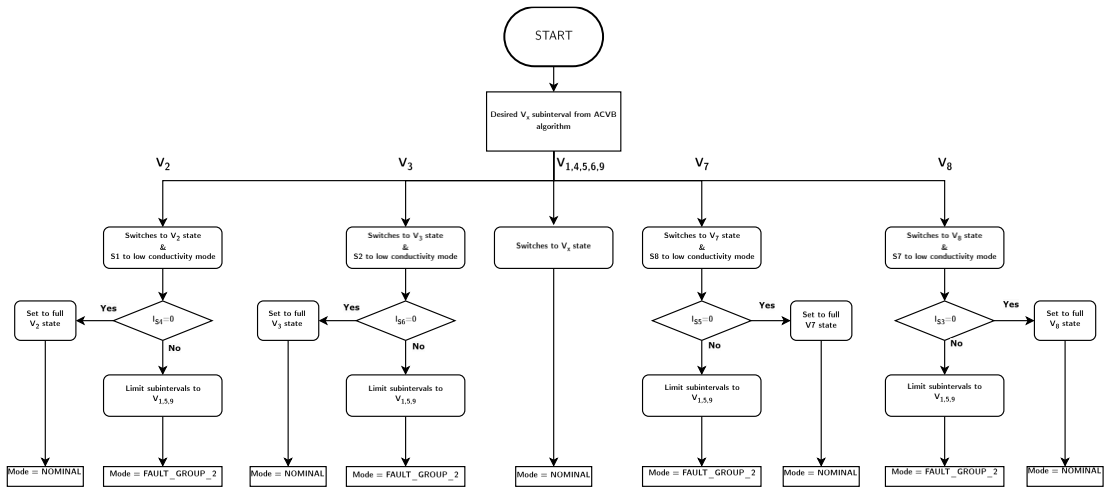 START
Desired Vx subinterval from ACVB
algorithm
V2
V3
V1,4,5,6,9
V7
V8
Switches to V2 state
&
S1 to low conductivity mode
Switches to V3 state
&
S2 to low conductivity mode
Switches to Vx state
Switches to V7 state
&
S8 to low conductivity mode
Switches to V8 state
&
S7 to low conductivity mode
Set to full
V2 state
Yes
IS4=0
No
Set to full
V3 state
Yes
IS6=0
No
IS5=0
Yes
No
Set to full
V7 state
IS3=0
Yes
No
Set to full
V8 state
Limit subintervals to
V1,5,9
Limit subintervals to
V1,5,9
Limit subintervals to
V1,5,9
Limit subintervals to
V1,5,9
Mode = NOMINAL
Mode = FAULT_GROUP_2
Mode = NOMINAL
Mode = FAULT_GROUP_2
Mode = NOMINAL
Mode = FAULT_GROUP_2
Mode = NOMINAL
Mode = FAULT_GROUP_2
Mode = NOMINAL